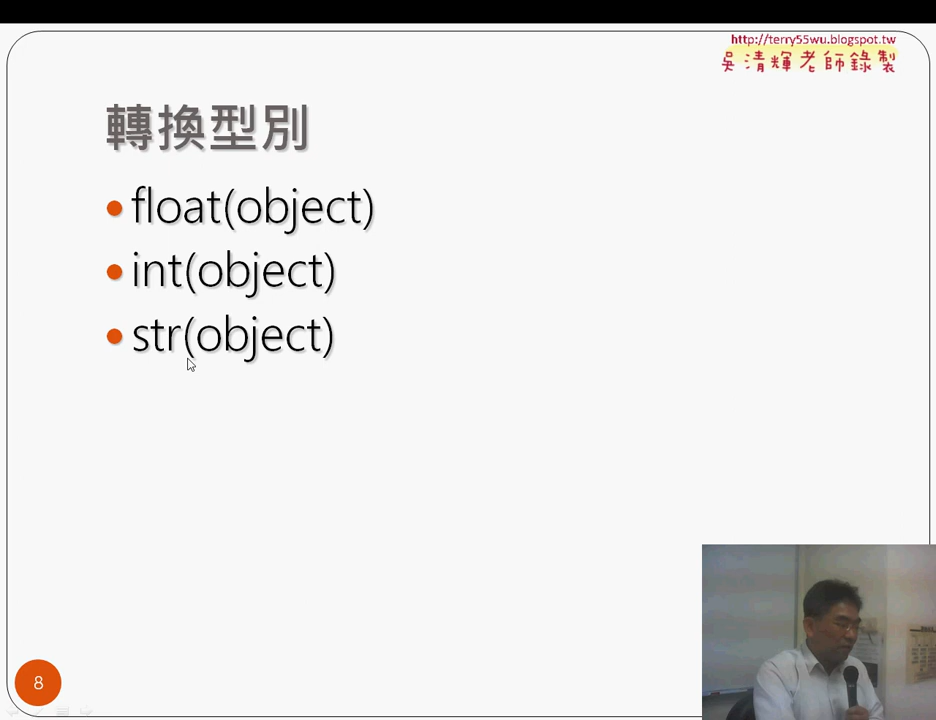 http://terry55wu.blogspot.tw
吳清輝老師錄製
轉換型別
•float(object)
•int(object)
•str(object)
8